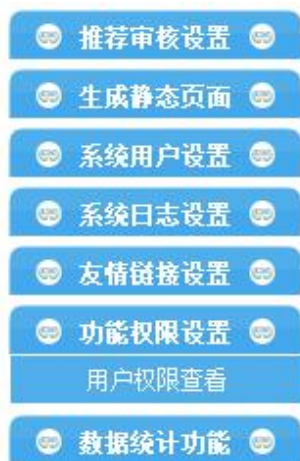 推荐审核设置
生成静态页面
系统用户设置
系统日志设置
友情链接设置
功能权限设置
用户权限查看
数据统计功能